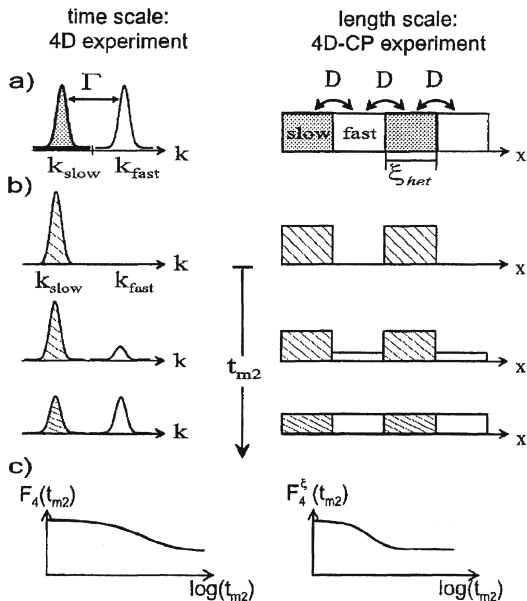 time scale:
4D experiment
length scale:
4D-CP experiment
a)
Γ
k_slow k_fast k
D D D
slow fast
ξ_het
x
b)
k_slow k_fast k
x
t_m2
k
x
k
x
c)
F_4(t_m2)
log(t_m2)
F_4^ξ(t_m2)
log(t_m2)